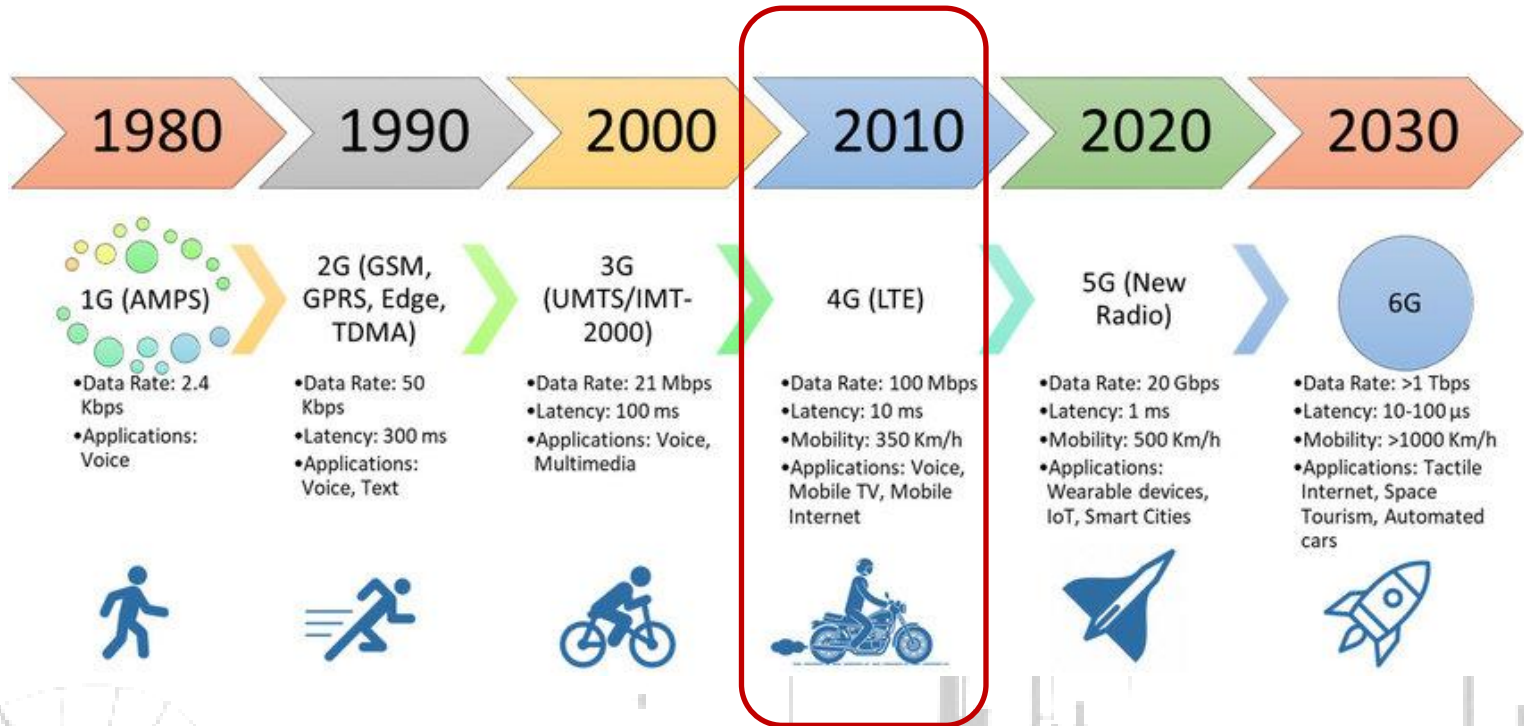 1980
1990
2000
2010
2020
2030
1G (AMPS)
•Data Rate: 2.4
Kbps
•Applications:
Voice
2G (GSM,
GPRS, Edge,
TDMA)
•Data Rate: 50
Kbps
•Latency: 300 ms
•Applications:
Voice, Text
3G
(UMTS/IMT-
2000)
•Data Rate: 21 Mbps
•Latency: 100 ms
•Applications: Voice,
Multimedia
4G (LTE)
•Data Rate: 100 Mbps
•Latency: 10 ms
•Mobility: 350 Km/h
•Applications: Voice,
Mobile TV, Mobile
Internet
5G (New
Radio)
•Data Rate: 20 Gbps
•Latency: 1 ms
•Mobility: 500 Km/h
•Applications:
Wearable devices,
IoT, Smart Cities
6G
•Data Rate: >1 Tbps
•Latency: 10-100 µs
•Mobility: >1000 Km/h
•Applications: Tactile
Internet, Space
Tourism, Automated
cars